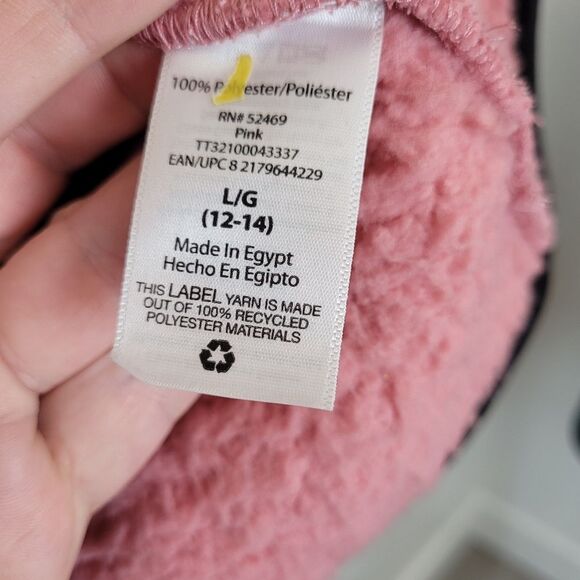 100% Polyester/Poliéster
RN# 52469
Pink
TT32100043337
EAN/UPC 8 2179644229
L/G
(12-14)
Made In Egypt
Hecho En Egipto
THIS LABEL YARN IS MADE
OUT OF 100% RECYCLED
POLYESTER MATERIALS